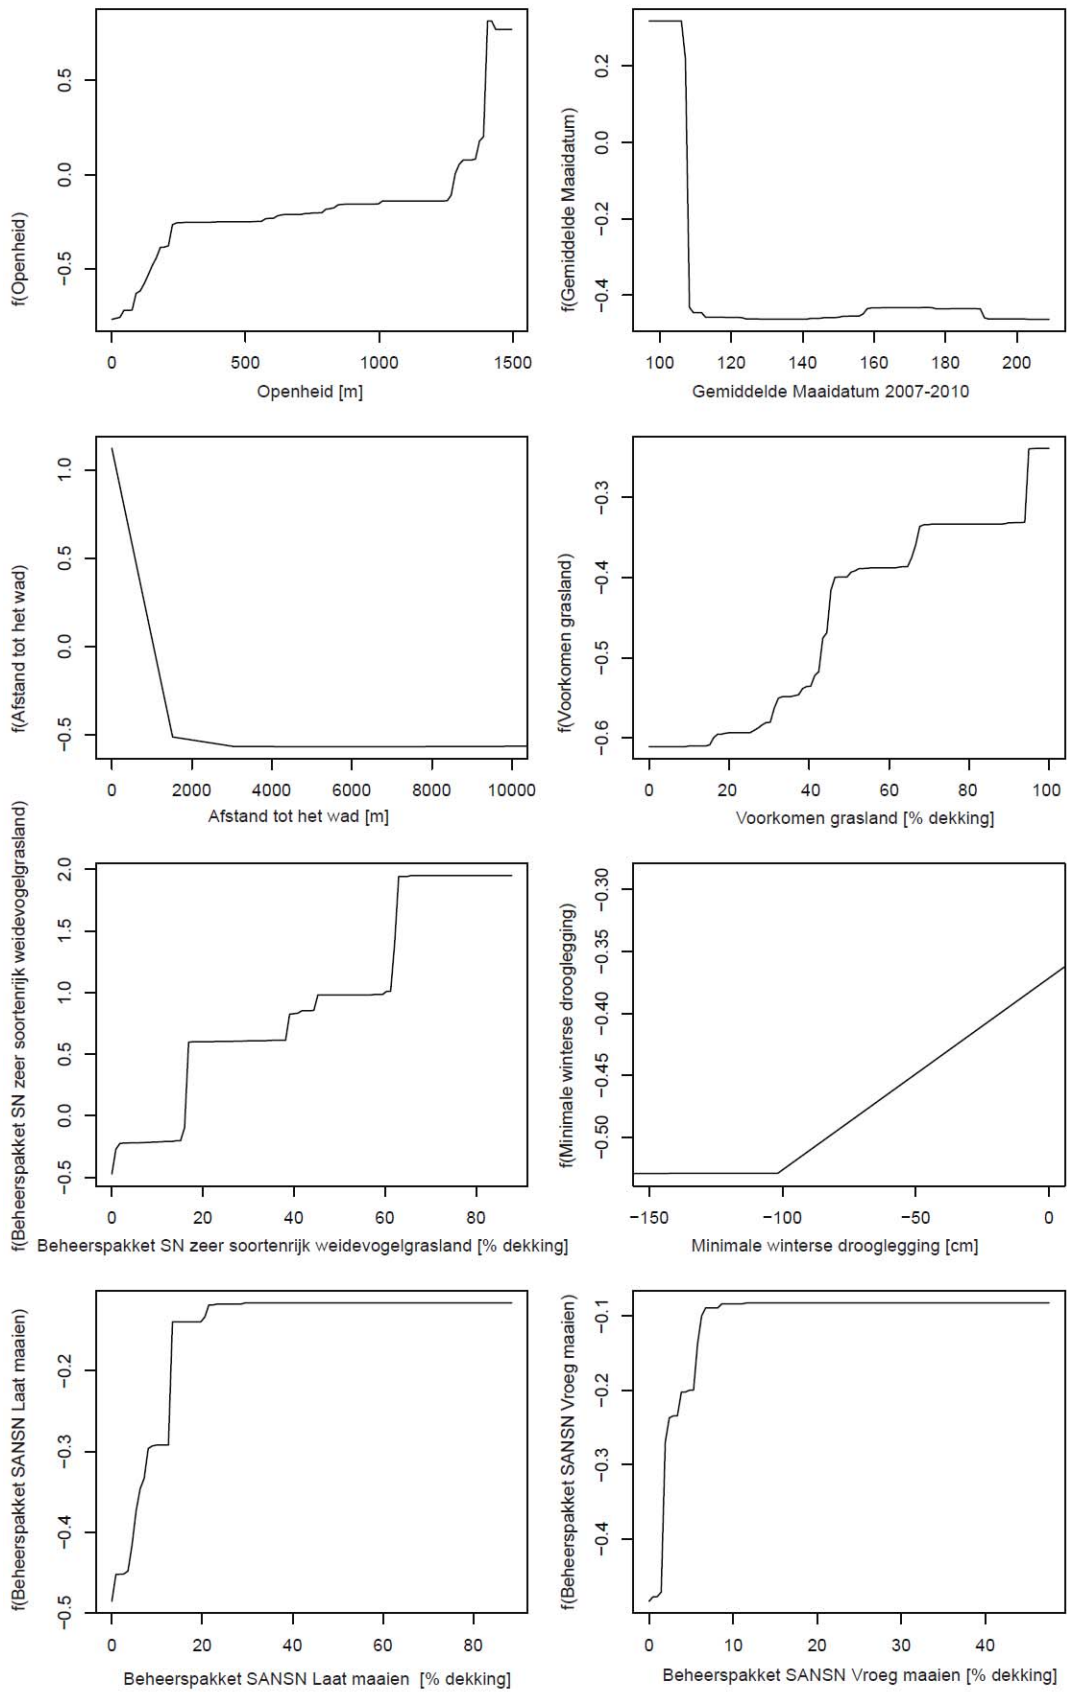 f(Openheid)
0.5
0.0
−0.5
0 500 1000 1500
Openheid [m]
f(Gemiddelde Maaidatum)
0.2
0.0
−0.2
−0.4
100 120 140 160 180 200
Gemiddelde Maaidatum 2007-2010
f(Afstand tot het wad)
1.0
0.5
0.0
−0.5
0 2000 4000 6000 8000 10000
Afstand tot het wad [m]
f(Voorkomen grasland)
−0.3
−0.4
−0.5
−0.6
0 20 40 60 80 100
Voorkomen grasland [% dekking]
f(Beheerspakket SN zeer soortenrijk weidevogelgrasland)
2.0
1.5
1.0
0.5
0.0
−0.5
0 20 40 60 80
Beheerspakket SN zeer soortenrijk weidevogelgrasland [% dekking]
f(Minimale winterse drooglegging)
−0.30
−0.35
−0.40
−0.45
−0.50
−150 −100 −50 0
Minimale winterse drooglegging [cm]
f(Beheerspakket SANSN Laat maaien)
−0.2
−0.3
−0.4
−0.5
0 20 40 60 80
Beheerspakket SANSN Laat maaien [% dekking]
f(Beheerspakket SANSN Vroeg maaien)
−0.1
−0.2
−0.3
−0.4
0 10 20 30 40
Beheerspakket SANSN Vroeg maaien [% dekking]